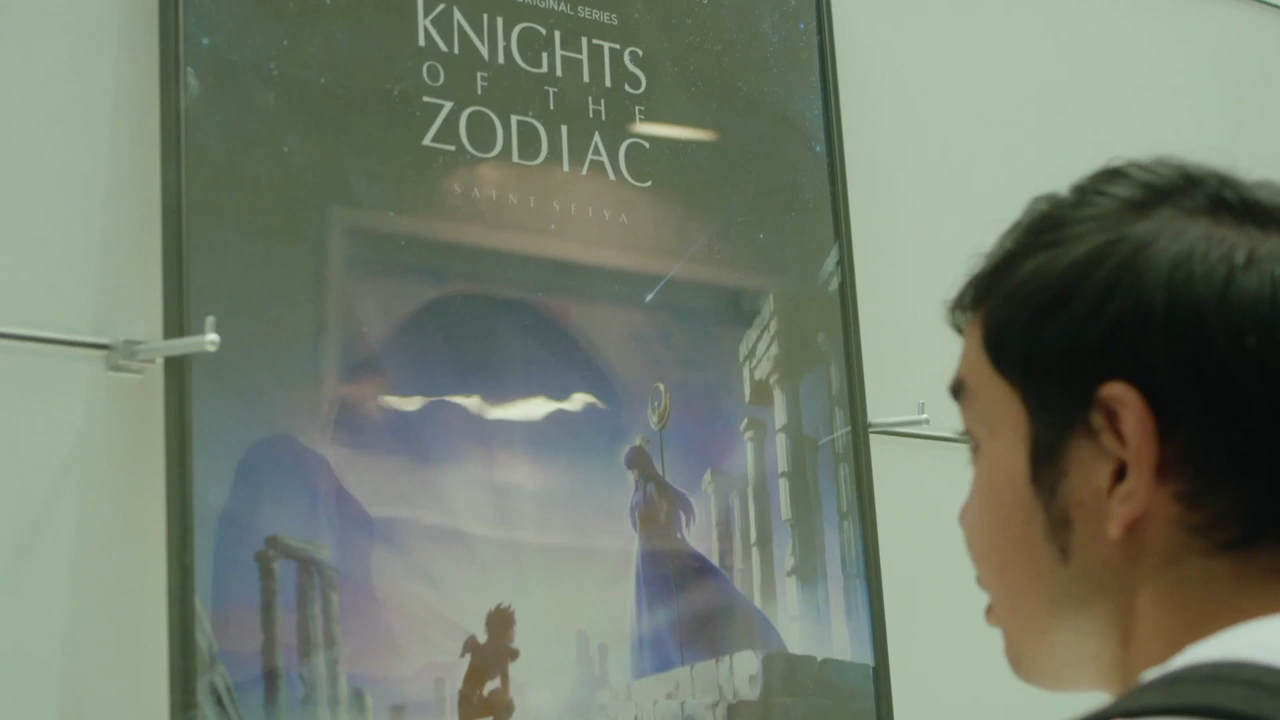 ORIGINAL SERIES
KNIGHTS
OF THE
ZODIAC
SAINT SEIYA